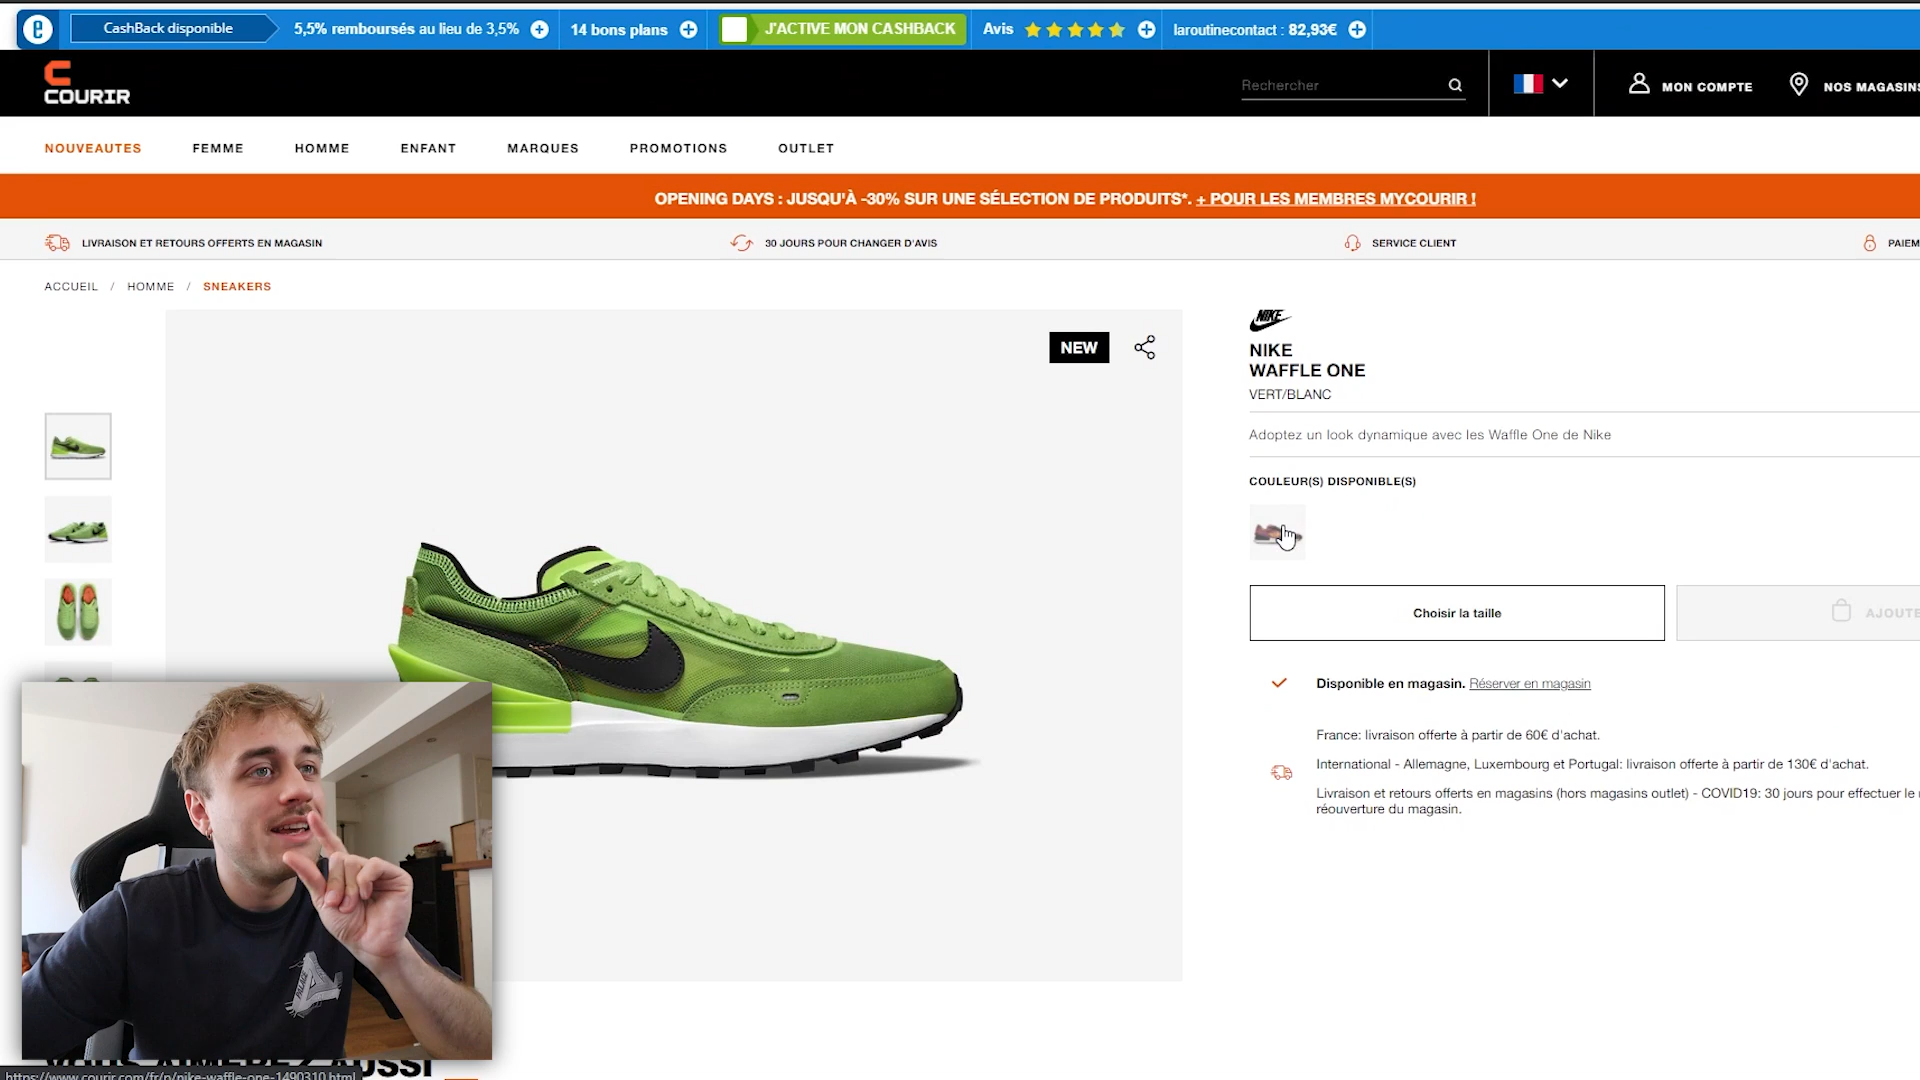 CashBack disponible
5,5% remboursés au lieu de 3,5%
14 bons plans
J'ACTIVE MON CASHBACK
Avis
laroutinecontact : 82,93€
COURIR
Rechercher
MON COMPTE
NOS MAGASINS
NOUVEAUTES
FEMME
HOMME
ENFANT
MARQUES
PROMOTIONS
OUTLET
OPENING DAYS : JUSQU'À -30% SUR UNE SÉLECTION DE PRODUITS*. + POUR LES MEMBRES MYCOURIR !
LIVRAISON ET RETOURS OFFERTS EN MAGASIN
30 JOURS POUR CHANGER D'AVIS
SERVICE CLIENT
PAIEM
ACCUEIL / HOMME / SNEAKERS
NEW
NIKE
NIKE
WAFFLE ONE
VERT/BLANC
Adoptez un look dynamique avec les Waffle One de Nike
COULEUR(S) DISPONIBLE(S)
Choisir la taille
AJOUTE
Disponible en magasin. Réserver en magasin
France: livraison offerte à partir de 60€ d'achat.
International - Allemagne, Luxembourg et Portugal: livraison offerte à partir de 130€ d'achat.
Livraison et retours offerts en magasins (hors magasins outlet) - COVID19: 30 jours pour effectuer le
réouverture du magasin.
PALACE
VOUS AIMEREZ AUSSI
https://www.courir.com/fr/p/nike-waffle-one-1490310.html